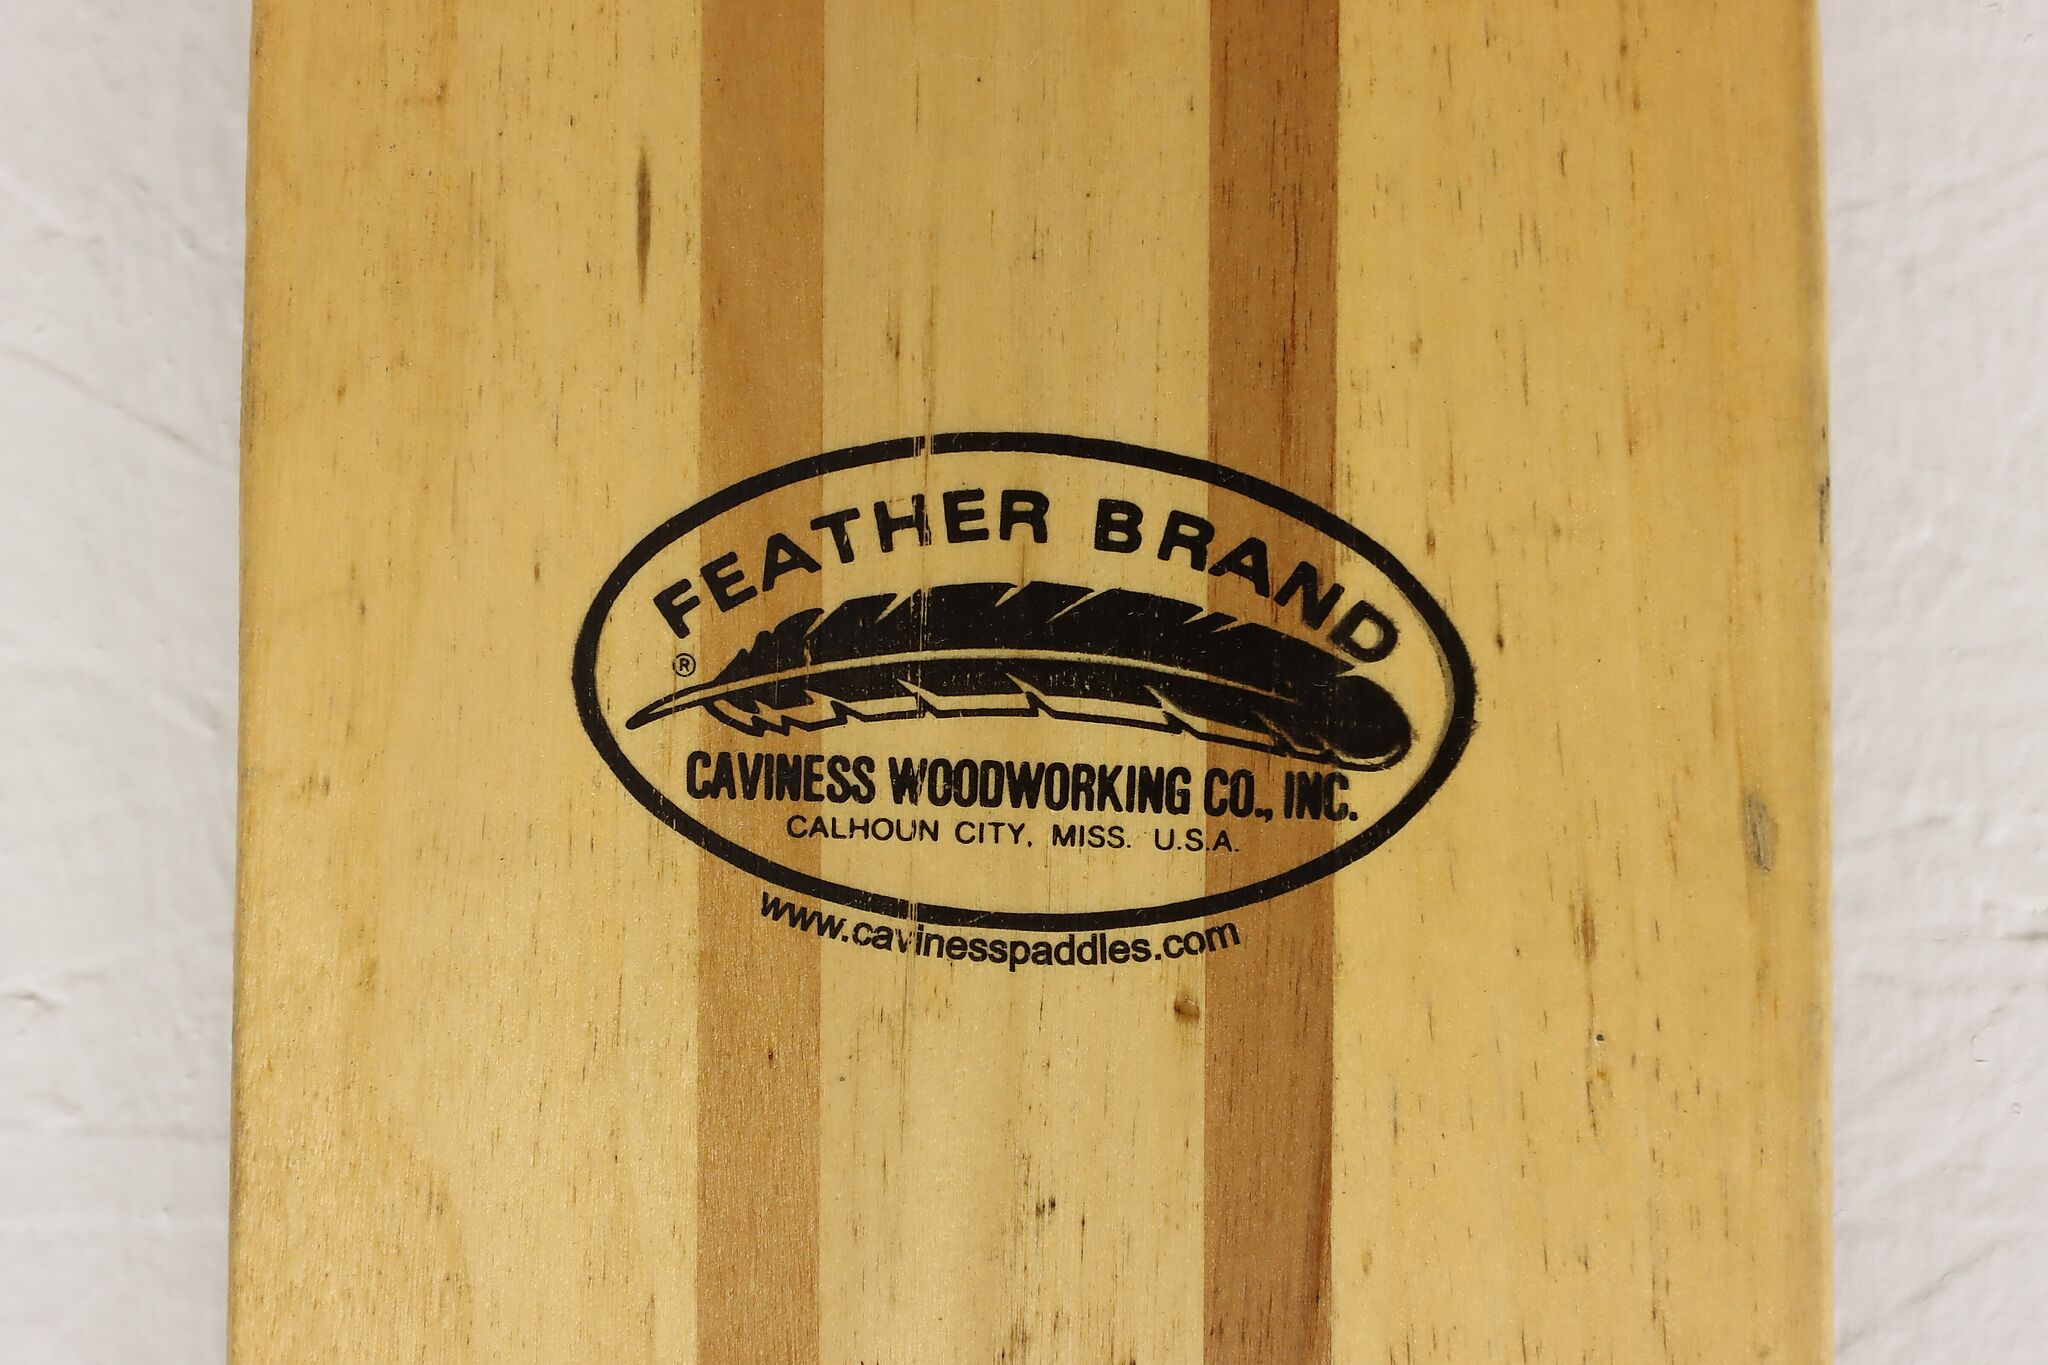 FEATHER BRAND
®
CAVINESS WOODWORKING CO., INC.
CALHOUN CITY, MISS. U.S.A.
www.cavinesspaddles.com